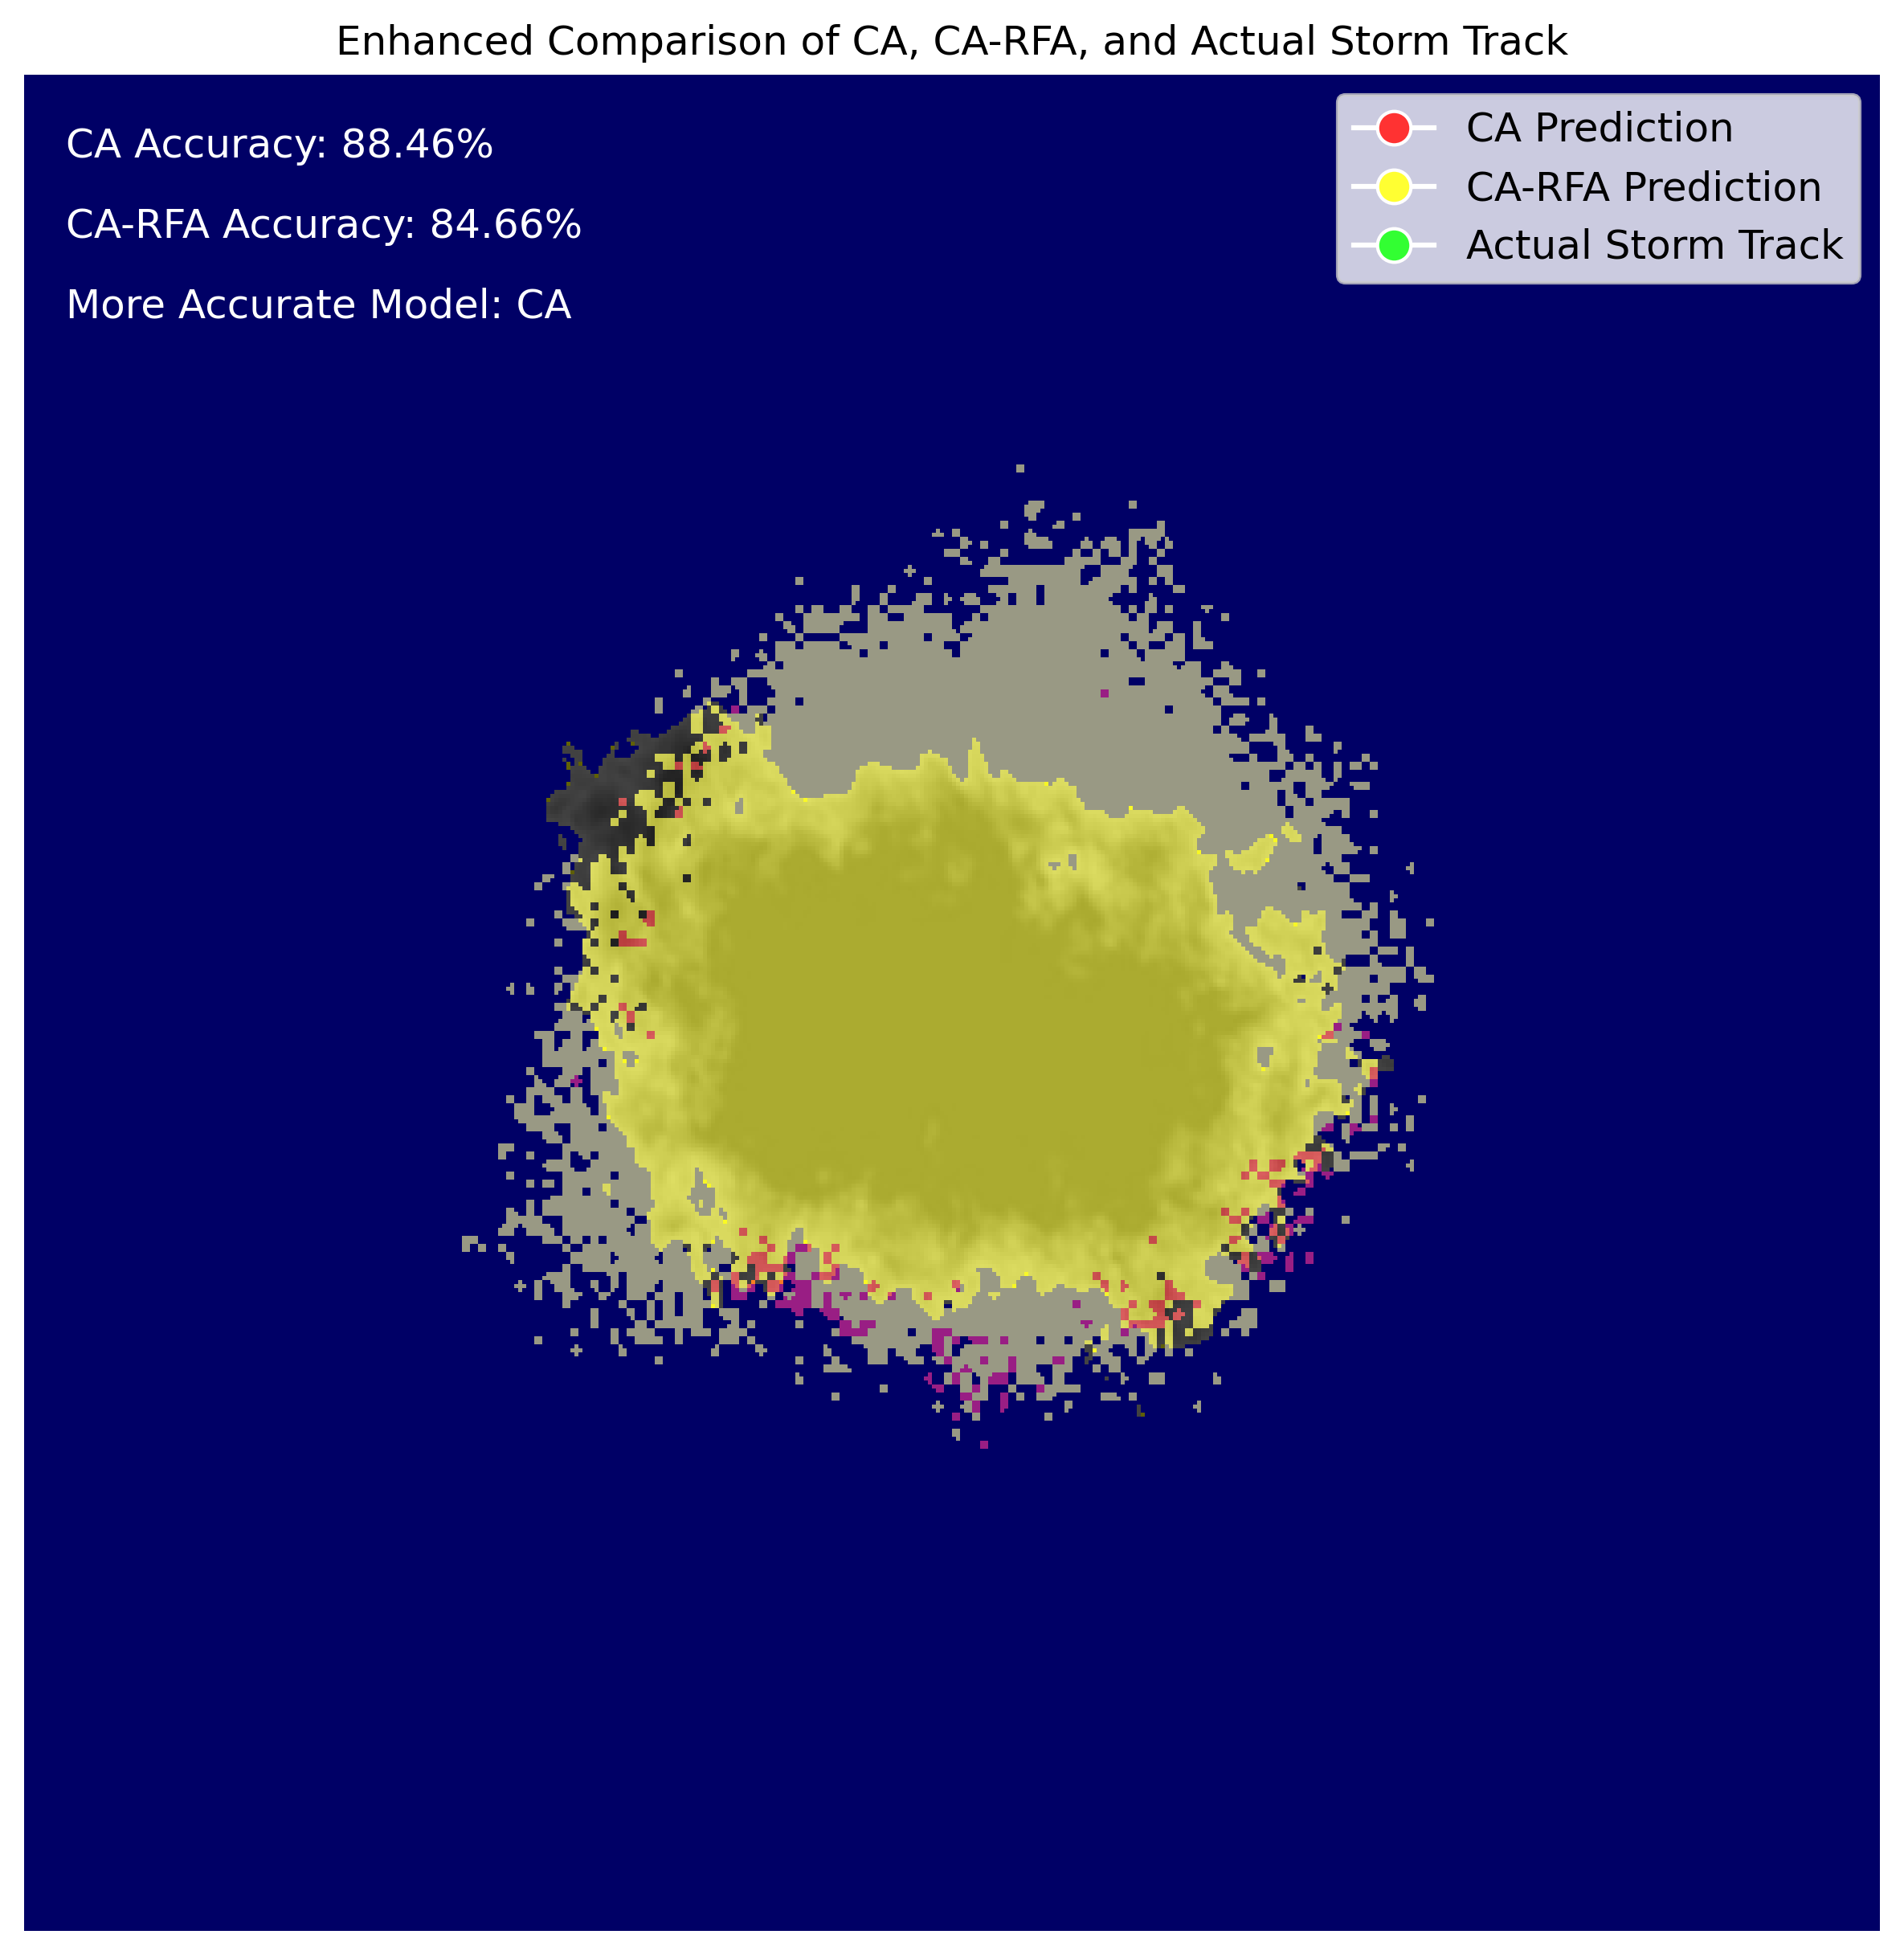 Enhanced Comparison of CA, CA-RFA, and Actual Storm Track
CA Accuracy: 88.46%
CA-RFA Accuracy: 84.66%
More Accurate Model: CA
CA Prediction
CA-RFA Prediction
Actual Storm Track